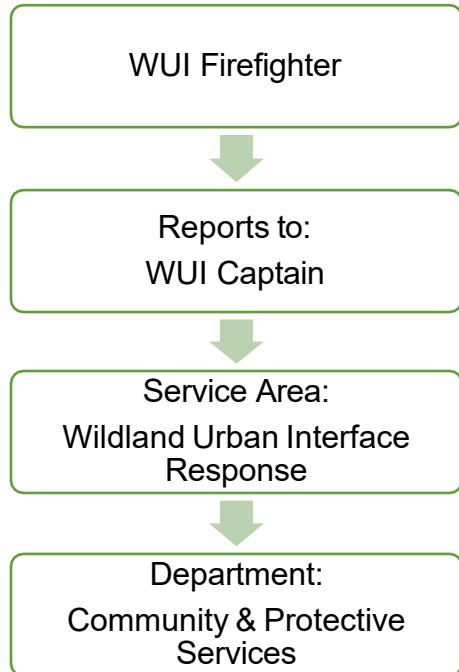 WUI Firefighter
Reports to:
WUI Captain
Service Area:
Wildland Urban Interface
Response
Department:
Community & Protective
Services